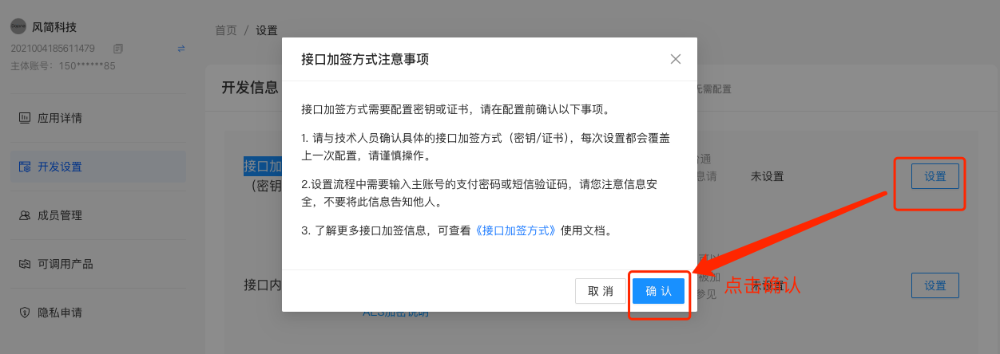 风简科技
2021004185611479
主体账号：150******85
应用详情
开发设置
成员管理
可调用产品
隐私申请
首页 / 设置
开发信息
无需配置
接口加
（密钥
通
息请
未设置
设置
接口加签方式注意事项
接口加签方式需要配置密钥或证书，请在配置前确认以下事项。
1. 请与技术人员确认具体的接口加签方式（密钥/证书），每次设置都会覆盖
上一次配置，请谨慎操作。
2.设置流程中需要输入主账号的支付密码或短信验证码，请您注意信息安
全，不要将此信息告知他人。
3. 了解更多接口加签信息，可查看《接口加签方式》使用文档。
取 消
确 认
点击确认
接口内
可以
被加
参见
未设置
设置
AES加密说明